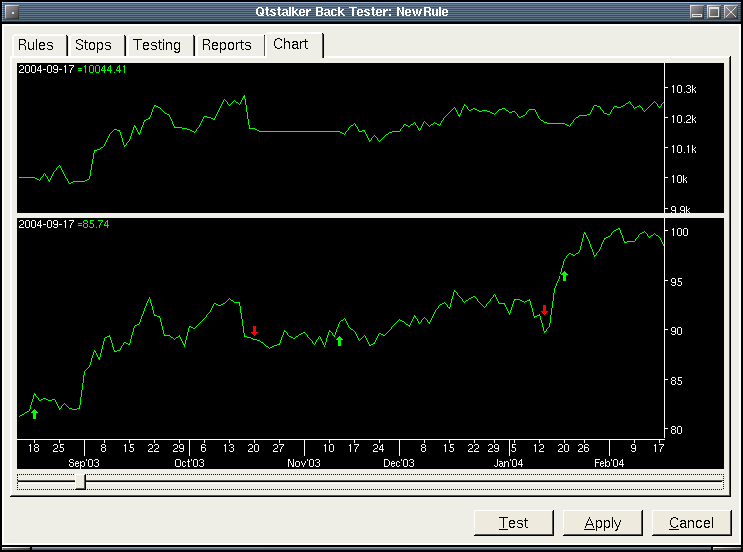 Qtstalker Back Tester: NewRule
Rules Stops Testing Reports Chart
2004-09-17 =10044.41
10.3k
10.2k
10.1k
10k
9.9k
2004-09-17 =85.74
100
95
90
85
80
18 25 8 15 22 29 6 13 20 27 10 17 24 8 15 22 29 5 12 20 26 9 17
Sep'03 Oct'03 Nov'03 Dec'03 Jan'04 Feb'04
Test Apply Cancel